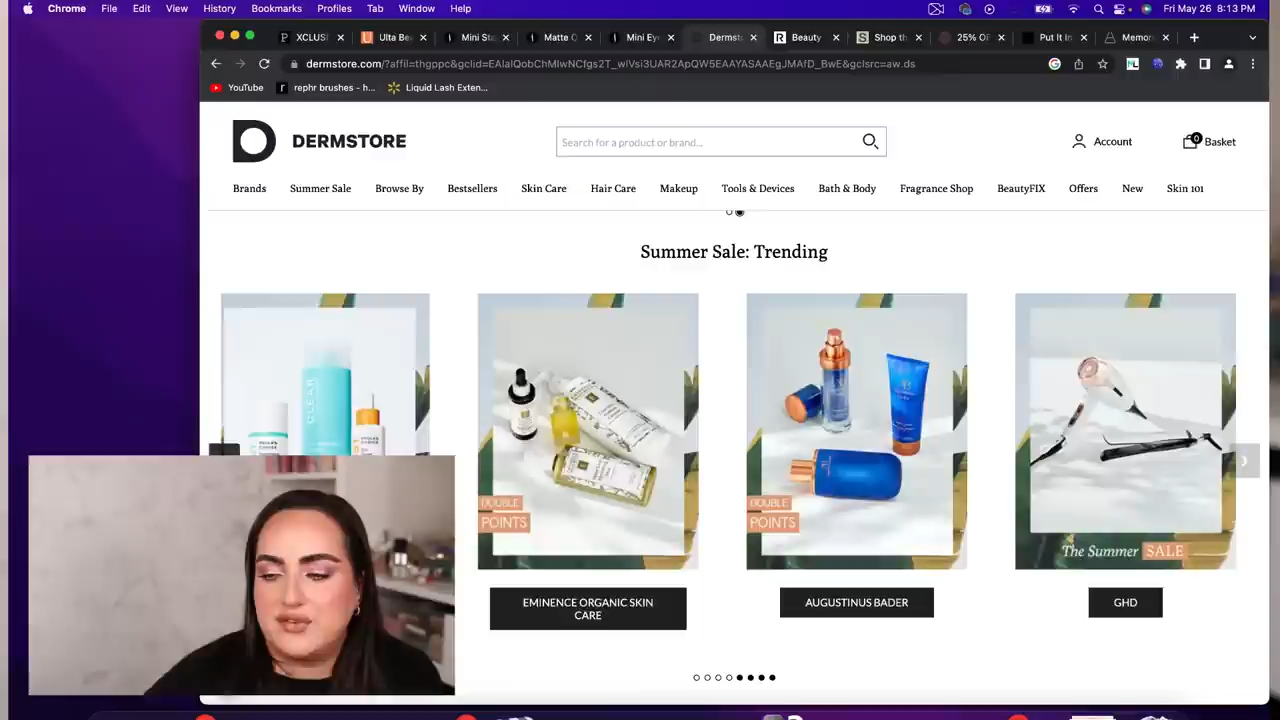 Chrome File Edit View History Bookmarks Profiles Tab Window Help
Fri May 26 8:13 PM
XCLUSI Ulta Be Mini Sta Matte O Mini Eye Dermst Beauty Shop th 25% OF Put It In Memor
dermstore.com/?affil=thgppc&gclid=EAIaIQobChMIwNCfgs2T_wIVsi3UAR2ApQW5EAAYASAAEgJMAfD_BwE&gclsrc=aw.ds
YouTube rephr brushes - h... Liquid Lash Exten...
DERMSTORE
Search for a product or brand...
Account
0 Basket
Brands Summer Sale Browse By Bestsellers Skin Care Hair Care Makeup Tools & Devices Bath & Body Fragrance Shop BeautyFIX Offers New Skin 101
Summer Sale: Trending
CLEAR
DOUBLE
POINTS
DOUBLE
POINTS
The Summer SALE
EMINENCE ORGANIC SKIN
CARE
AUGUSTINUS BADER
GHD